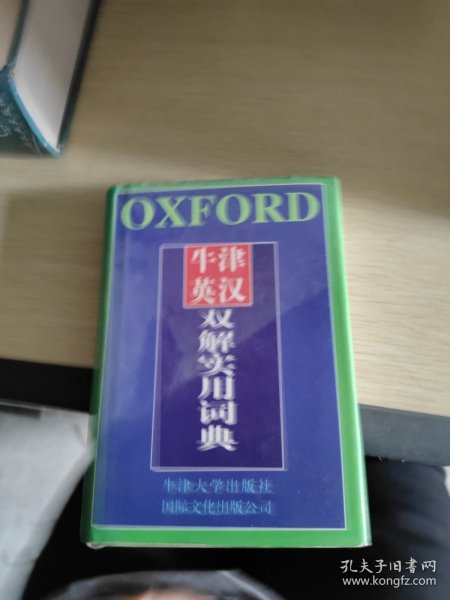 OXFORD
牛津
英汉
双解实用词典
牛津大学出版社
国际文化出版公司
孔夫子旧书网
www.kongfz.com